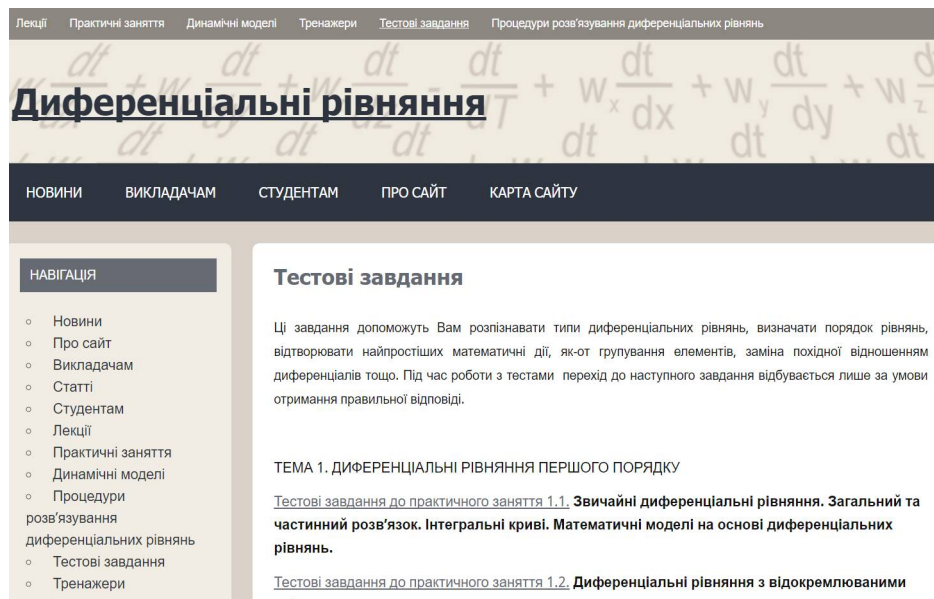 Лекції Практичні заняття Динамічні моделі Тренажери Тестові завдання Процедури розв'язування диференціальних рівнянь
Диференціальні рівняння
НОВИНИ ВИКЛАДАЧАМ СТУДЕНТАМ ПРО САЙТ КАРТА САЙТУ
НАВІГАЦІЯ
Новини
Про сайт
Викладачам
Статті
Студентам
Лекції
Практичні заняття
Динамічні моделі
Процедури
розв'язування
диференціальних рівнянь
Тестові завдання
Тренажери
Тестові завдання
Ці завдання допоможуть Вам розпізнавати типи диференціальних рівнянь, визначати порядок рівнянь,
відтворювати найпростіших математичні дії, як-от групування елементів, заміна похідної відношенням
диференціалів тощо. Під час роботи з тестами перехід до наступного завдання відбувається лише за умови
отримання правильної відповіді.
ТЕМА 1. ДИФЕРЕНЦІАЛЬНІ РІВНЯННЯ ПЕРШОГО ПОРЯДКУ
Тестові завдання до практичного заняття 1.1. Звичайні диференціальні рівняння. Загальний та
частинний розв'язок. Інтегральні криві. Математичні моделі на основі диференціальних
рівнянь.
Тестові завдання до практичного заняття 1.2. Диференціальні рівняння з відокремлюваними